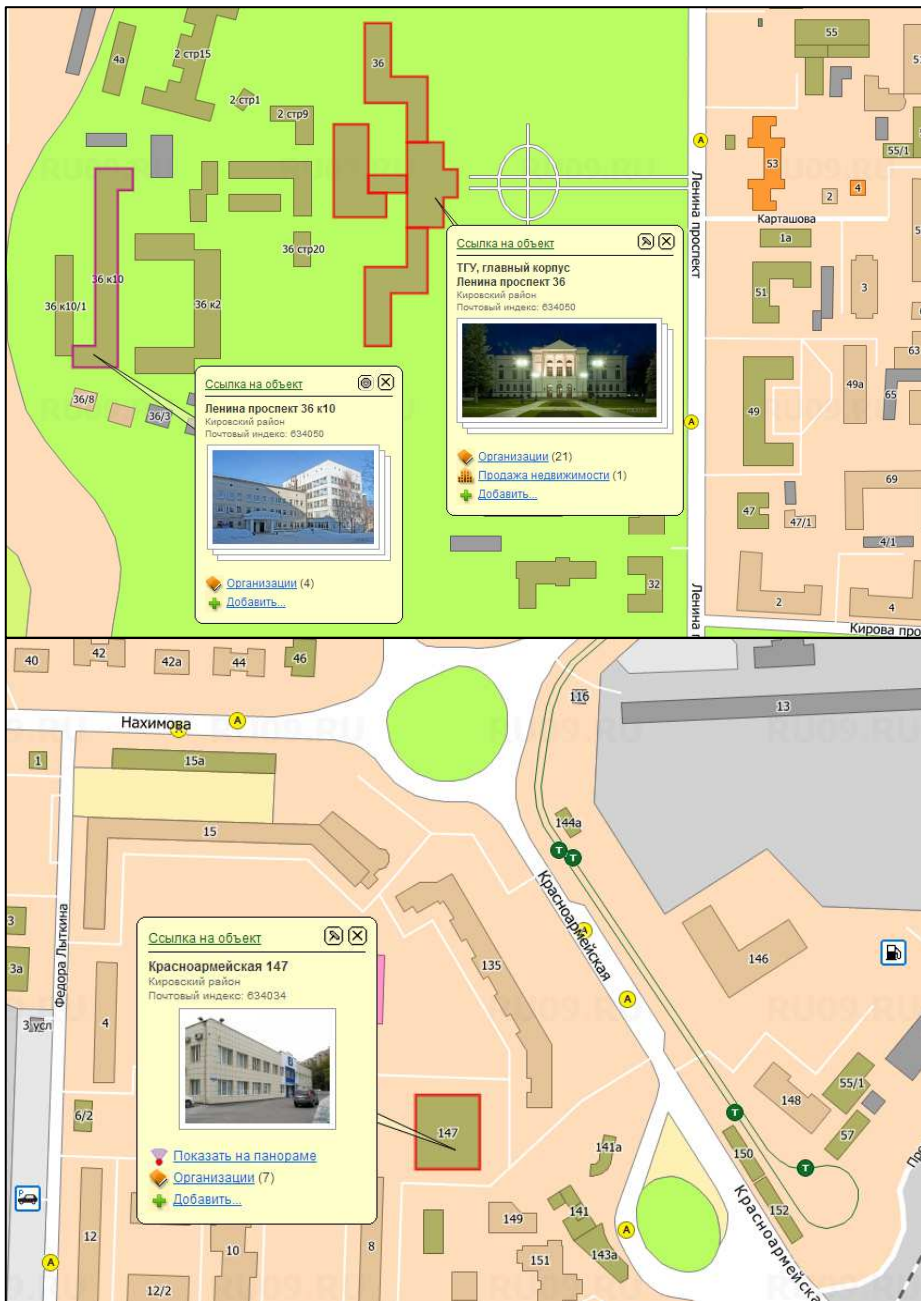 55
4а
2 стр15
36
2 стр1
2 стр9
55/1
53
2
4
Карташова
Ленина проспект
36 стр20
1а
36 к10
36 к10/1
36 к2
51
3
63
49а
65
49
36/8
36/3
69
47
47/1
4/1
32
2
4
Кирова про
Ленина п
Ссылка на объект
ТГУ, главный корпус
Ленина проспект 36
Кировский район
Почтовый индекс: 634050
Организации (21)
Продажа недвижимости (1)
Добавить...
Ссылка на объект
Ленина проспект 36 к10
Кировский район
Почтовый индекс: 634050
Организации (4)
Добавить...
40
42
42а
44
46
116
13
Нахимова
А
А
1
15а
15
144а
Т
Т
Красноармейская
А
А
3
3а
Федора Лыткина
135
146
3 усл
4
Ссылка на объект
Красноармейская 147
Кировский район
Почтовый индекс: 634034
Показать на панораме
Организации (7)
Добавить...
6/2
147
141а
148
55/1
57
150
Т
Т
152
Красноармейска
12
10
8
12/2
149
151
141
143а
А
А
RU09.RU